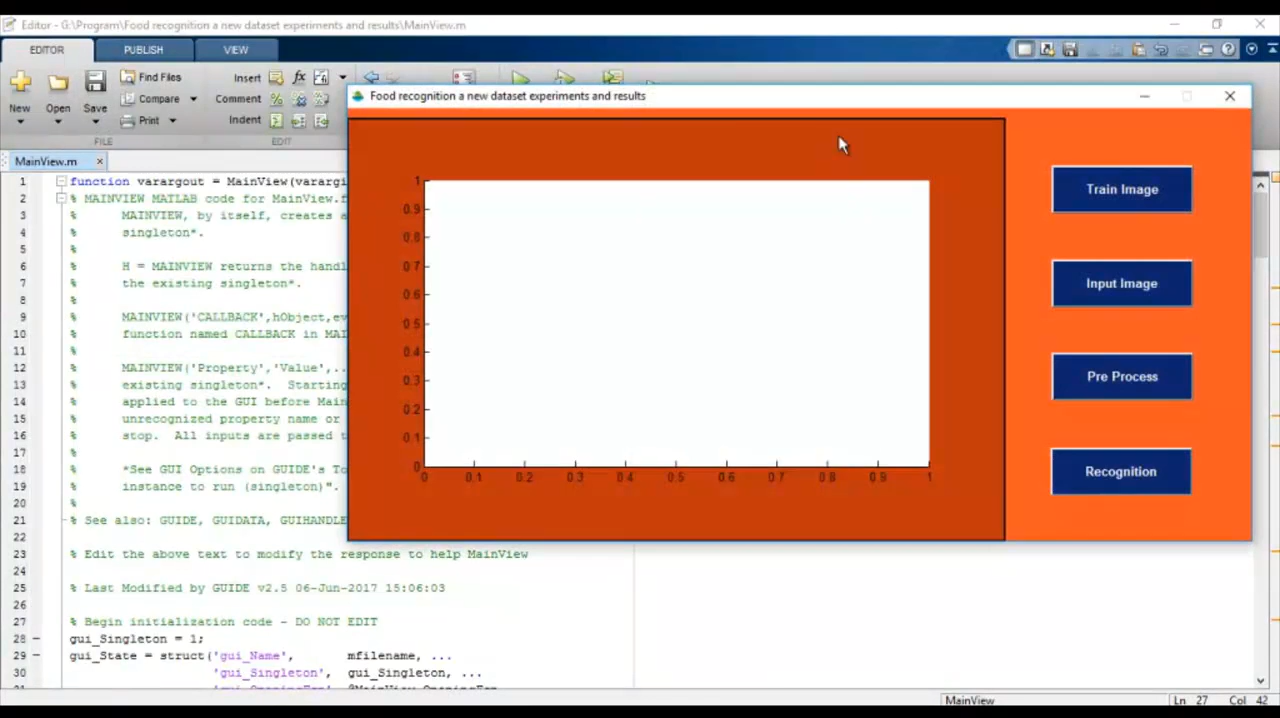 Editor - G:\Program\Food recognition a new dataset experiments and results\MainView.m
EDITOR PUBLISH VIEW
New Open Save
Find Files
Compare
Print
FILE
Insert
Comment
Indent
EDIT
MainView.m
1 function varargout = MainView(varargi
2 % MAINVIEW MATLAB code for MainView.f
3 % MAINVIEW, by itself, creates a
4 % singleton*.
5 %
6 % H = MAINVIEW returns the handl
7 % the existing singleton*.
8 %
9 % MAINVIEW('CALLBACK',hObject,ev
10 % function named CALLBACK in MAI
11 %
12 % MAINVIEW('Property','Value',..
13 % existing singleton*. Starting
14 % applied to the GUI before Main
15 % unrecognized property name or
16 % stop. All inputs are passed t
17 %
18 % *See GUI Options on GUIDE's To
19 % instance to run (singleton)".
20 %
21 % See also: GUIDE, GUIDATA, GUIHANDLE
22
23 % Edit the above text to modify the response to help MainView
24
25 % Last Modified by GUIDE v2.5 06-Jun-2017 15:06:03
26
27 % Begin initialization code - DO NOT EDIT
28 gui_Singleton = 1;
29 gui_State = struct('gui_Name', mfilename, ...
30 'gui_Singleton', gui_Singleton, ...
Food recognition a new dataset experiments and results
1
0.9
0.8
0.7
0.6
0.5
0.4
0.3
0.2
0.1
0
0 0.1 0.2 0.3 0.4 0.5 0.6 0.7 0.8 0.9 1
Train Image
Input Image
Pre Process
Recognition
MainView Ln 27 Col 42